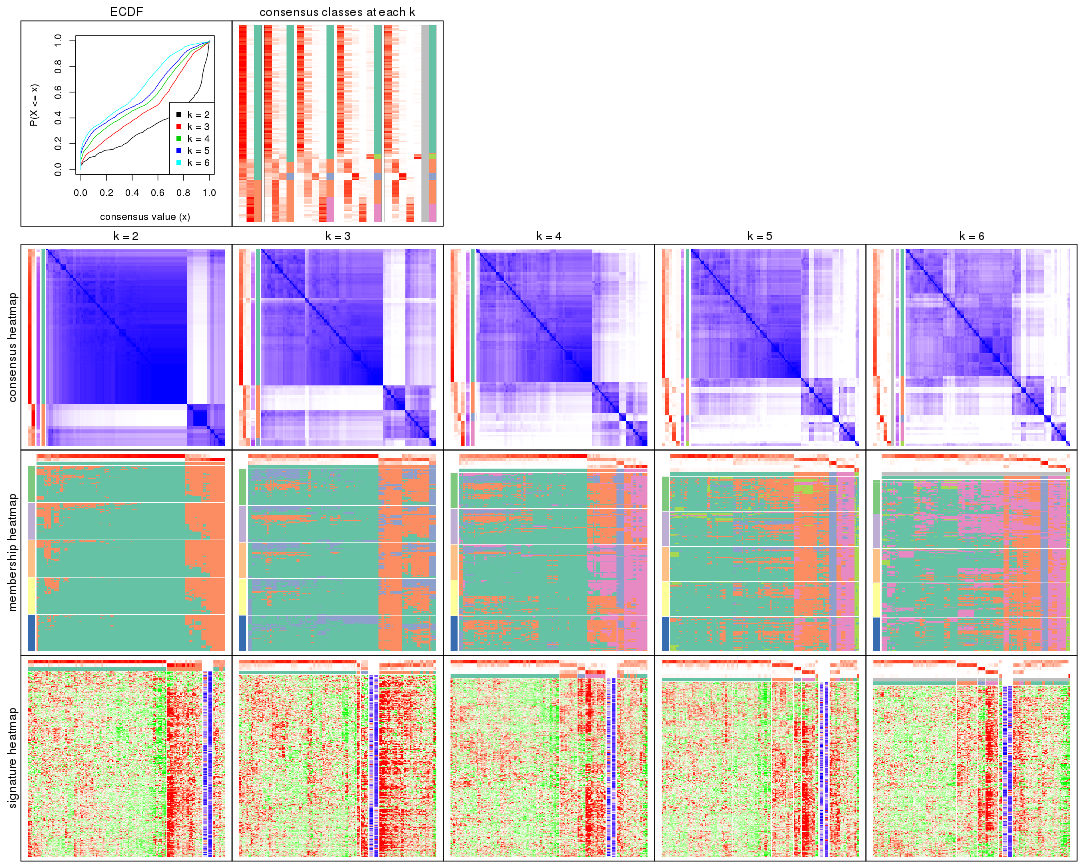 ECDF
consensus classes at each k
P(X <= x)
0.0 0.2 0.4 0.6 0.8 1.0
k = 2
k = 3
k = 4
k = 5
k = 6
0.0 0.2 0.4 0.6 0.8 1.0
consensus value (x)
k = 2
k = 3
k = 4
k = 5
k = 6
consensus heatmap
membership heatmap
signature heatmap